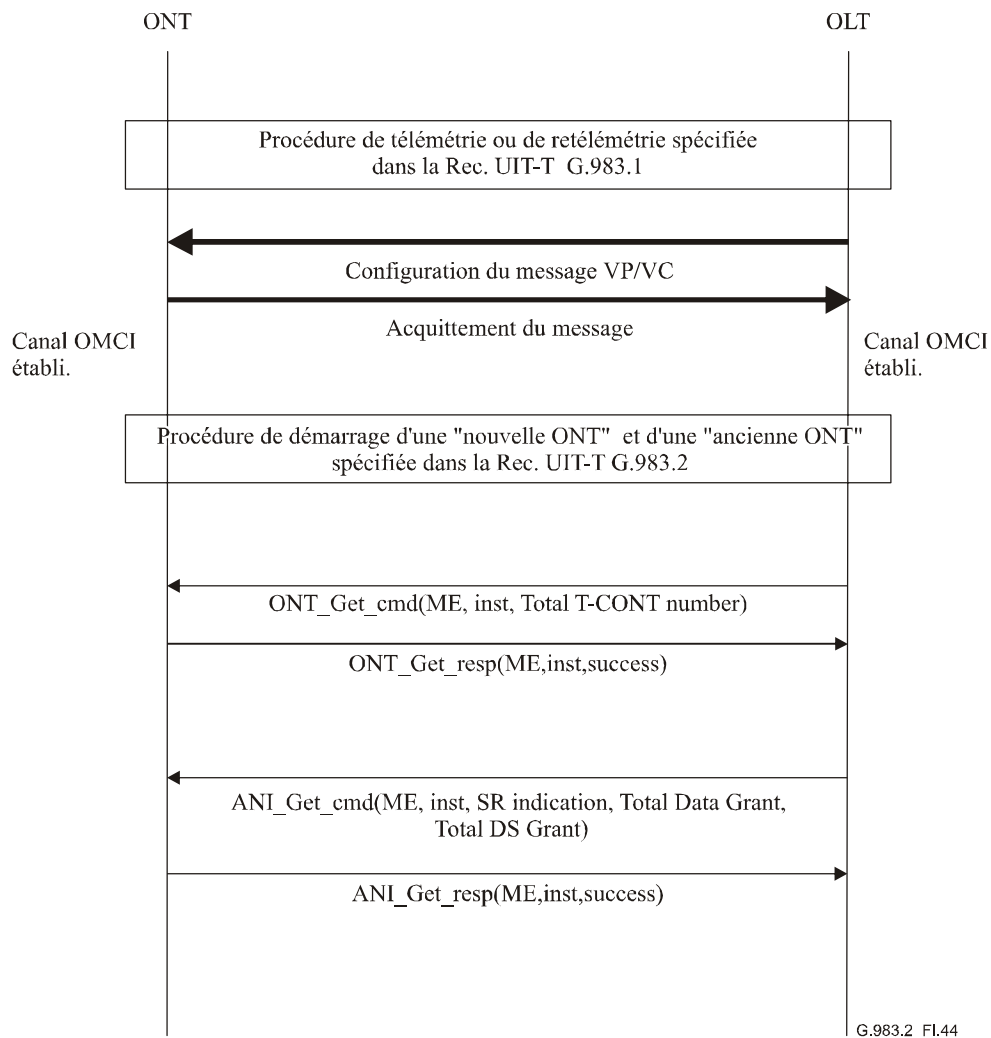 ONT
OLT
Procédure de télémétrie ou de retélémétrie spécifiée
dans la Rec. UIT-T G.983.1
Configuration du message VP/VC
Acquittement du message
Canal OMCI
établi.
Canal OMCI
établi.
Procédure de démarrage d'une "nouvelle ONT" et d'une "ancienne ONT"
spécifiée dans la Rec. UIT-T G.983.2
ONT_Get_cmd(ME, inst, Total T-CONT number)
ONT_Get_resp(ME,inst,success)
ANI_Get_cmd(ME, inst, SR indication, Total Data Grant,
Total DS Grant)
ANI_Get_resp(ME,inst,success)
G.983.2_FI.44